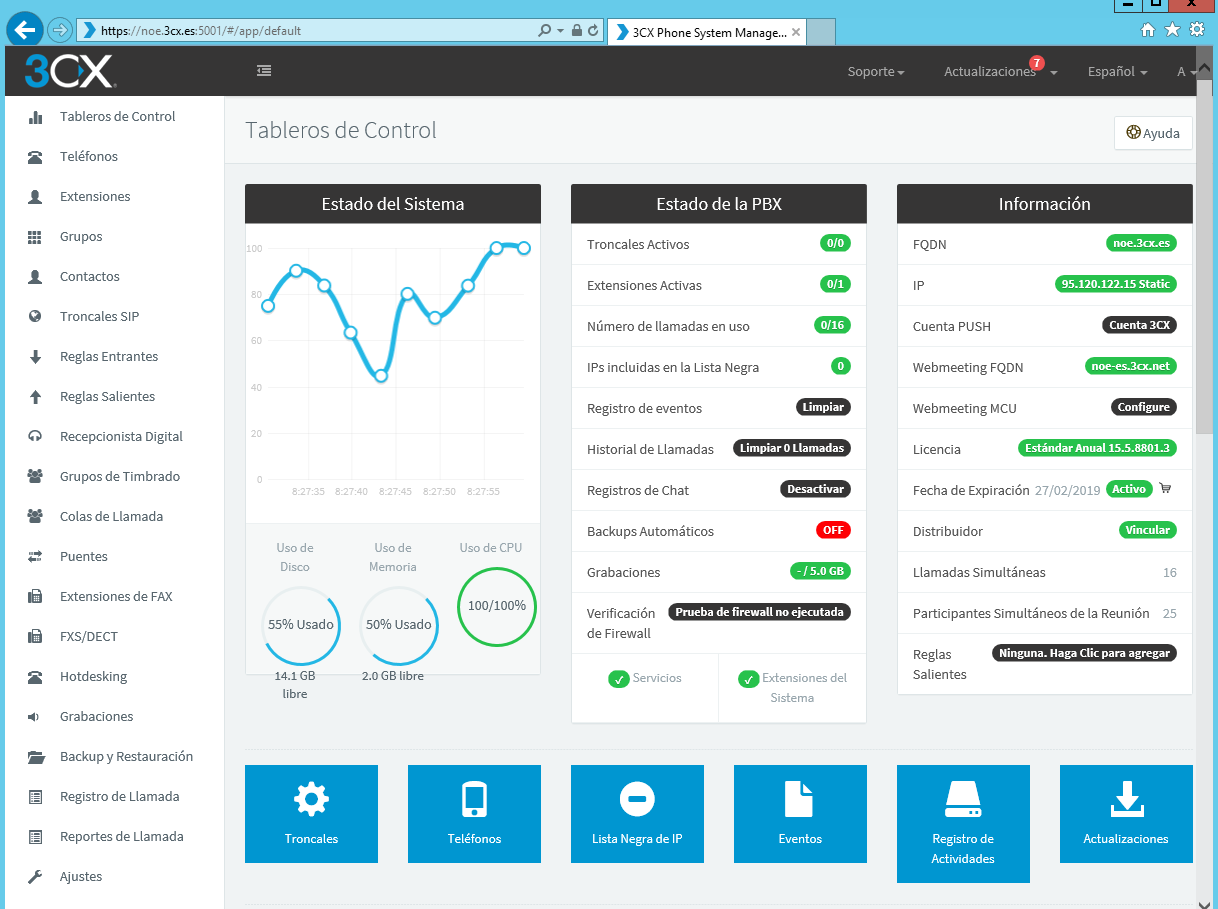 https://noe.3cx.es:5001/#/app/default
3CX Phone System Manage...
3CX
Soporte
Actualizaciones
7
Español
A
Tableros de Control
Teléfonos
Extensiones
Grupos
Contactos
Troncales SIP
Reglas Entrantes
Reglas Salientes
Recepcionista Digital
Grupos de Timbrado
Colas de Llamada
Puentes
Extensiones de FAX
FXS/DECT
Hotdesking
Grabaciones
Backup y Restauración
Registro de Llamada
Reportes de Llamada
Ajustes
Tableros de Control
Ayuda
Estado del Sistema
100
80
60
40
20
0
8:27:35 8:27:40 8:27:45 8:27:50 8:27:55
Uso de
Disco
55% Usado
14.1 GB
libre
Uso de
Memoria
50% Usado
2.0 GB libre
Uso de CPU
100/100%
Estado de la PBX
Troncales Activos 0/0
Extensiones Activas 0/1
Número de llamadas en uso 0/16
IPs incluidas en la Lista Negra 0
Registro de eventos Limpiar
Historial de Llamadas Limpiar 0 Llamadas
Registros de Chat Desactivar
Backups Automáticos OFF
Grabaciones - / 5.0 GB
Verificación
de Firewall
Prueba de firewall no ejecutada
Servicios
Extensiones del
Sistema
Información
FQDN noe.3cx.es
IP 95.120.122.15 Static
Cuenta PUSH Cuenta 3CX
Webmeeting FQDN noe-es.3cx.net
Webmeeting MCU Configure
Licencia Estándar Anual 15.5.8801.3
Fecha de Expiración 27/02/2019 Activo
Distribuidor Vincular
Llamadas Simultáneas 16
Participantes Simultáneos de la Reunión 25
Reglas
Salientes
Ninguna. Haga Clic para agregar
Troncales
Teléfonos
Lista Negra de IP
Eventos
Registro de
Actividades
Actualizaciones